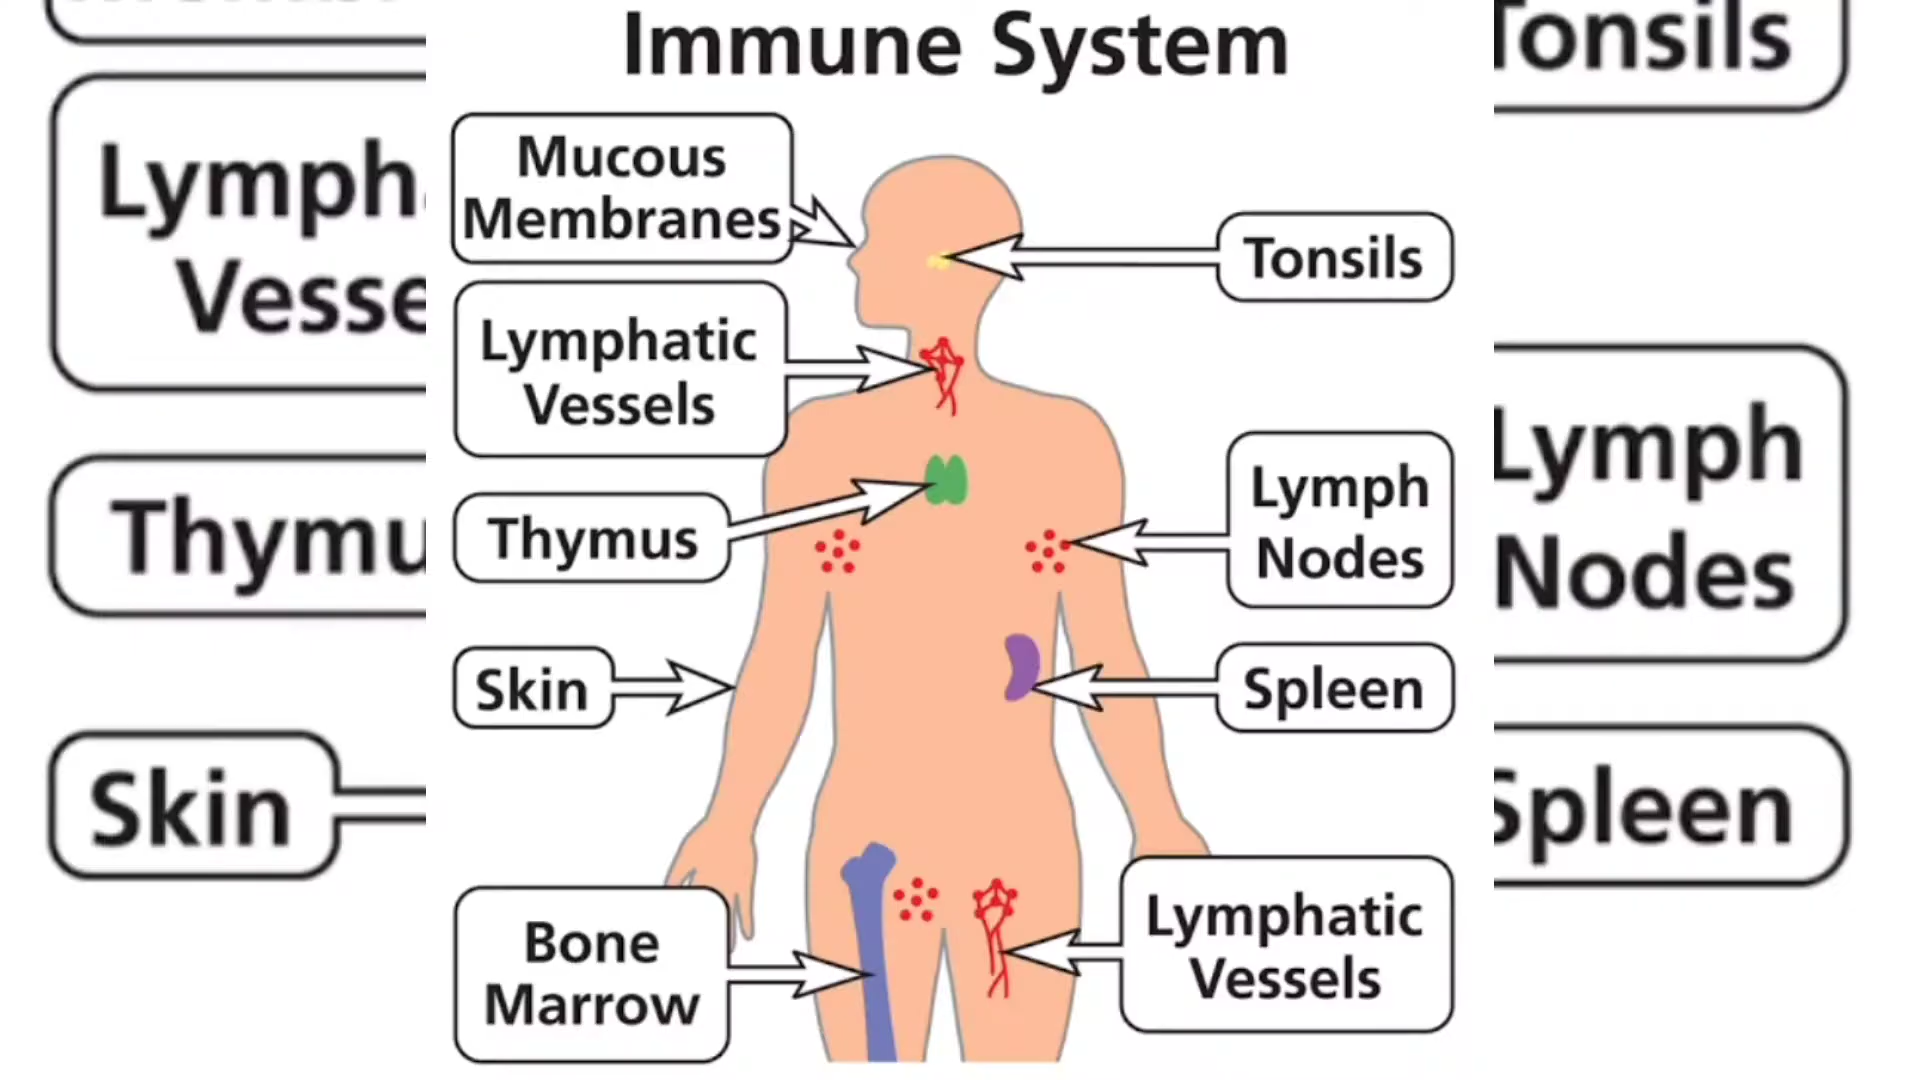 Immune System
Mucous
Membranes
Tonsils
Lymphatic
Vessels
Thymus
Lymph
Nodes
Skin
Spleen
Bone
Marrow
Lymphatic
Vessels
Lymph
Vesse
Thymu
Skin
Tonsils
Lymph
Nodes
Spleen